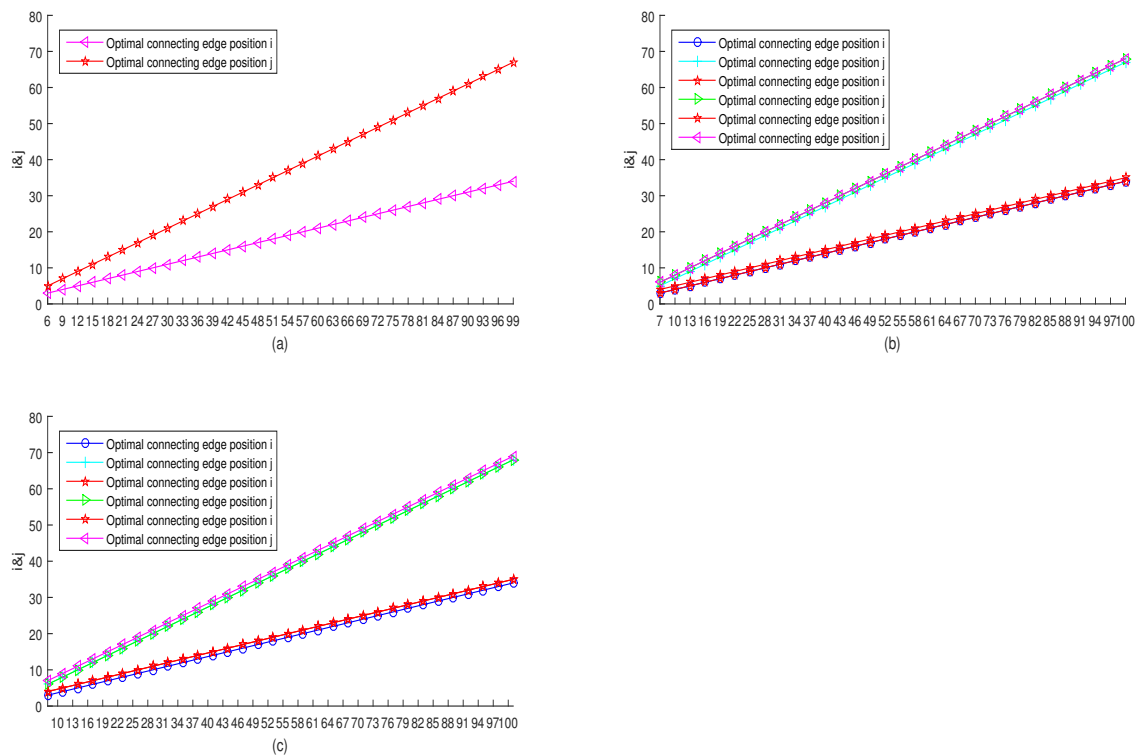 80
70
60
50
40
30
20
10
0
i&j
Optimal connecting edge position i
Optimal connecting edge position j
6 9 12 15 18 21 24 27 30 33 36 39 42 45 48 51 54 57 60 63 66 69 72 75 78 81 84 87 90 93 96 99
(a)
80
70
60
50
40
30
20
10
0
i&j
Optimal connecting edge position i
Optimal connecting edge position j
Optimal connecting edge position i
Optimal connecting edge position j
Optimal connecting edge position i
Optimal connecting edge position j
7 10 13 16 19 22 25 28 31 34 37 40 43 46 49 52 55 58 61 64 67 70 73 76 79 82 85 88 91 94 97 100
(b)
80
70
60
50
40
30
20
10
0
i&j
Optimal connecting edge position i
Optimal connecting edge position j
Optimal connecting edge position i
Optimal connecting edge position j
Optimal connecting edge position i
Optimal connecting edge position j
10 13 16 19 22 25 28 31 34 37 40 43 46 49 52 55 58 61 64 67 70 73 76 79 82 85 88 91 94 97 100
(c)